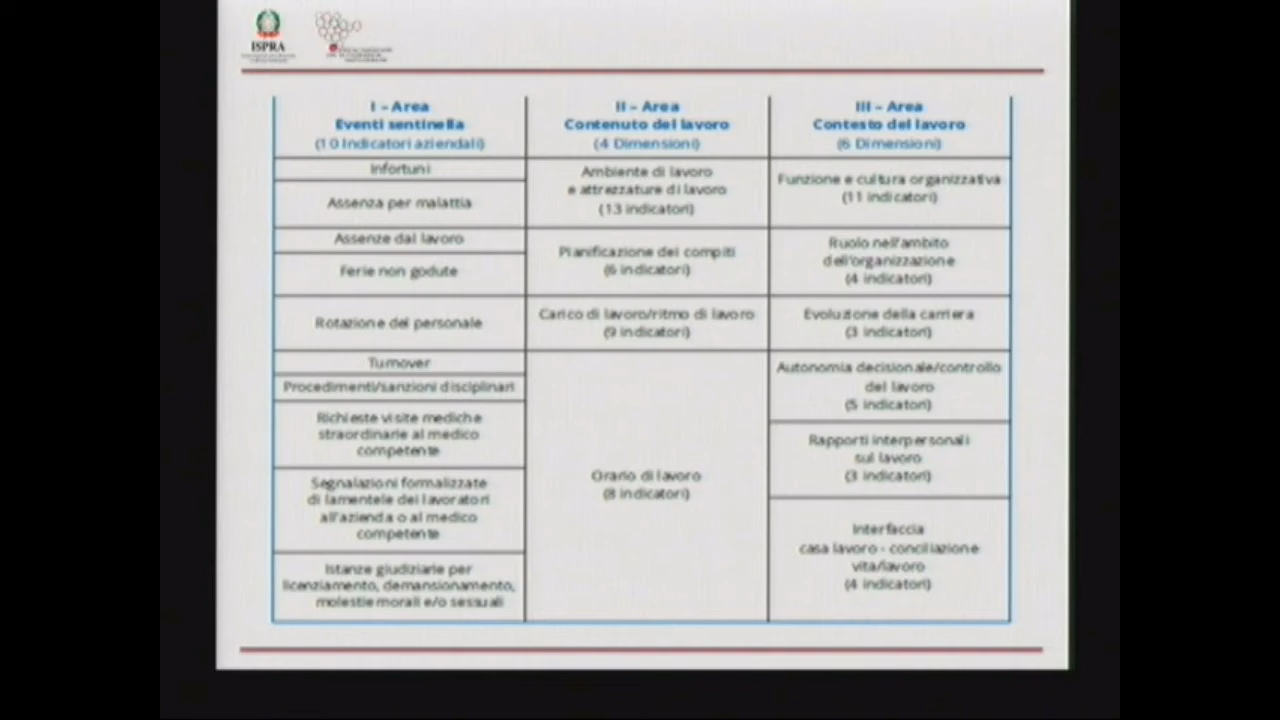 ISPRA
I – Area
Eventi sentinella
(10 Indicatori aziendali)
II – Area
Contenuto del lavoro
(4 Dimensioni)
III – Area
Contesto del lavoro
(6 Dimensioni)
Infortuni
Assenza per malattia
Assenze dal lavoro
Ferie non godute
Rotazione del personale
Turnover
Procedimenti/sanzioni disciplinari
Richieste visite mediche
straordinarie al medico
competente
Segnalazioni formalizzate
di lamentele dei lavoratori
all'azienda o al medico
competente
Istanze giudiziarie per
licenziamento, demansionamento,
molestie morali e/o sessuali
Ambiente di lavoro
e attrezzature di lavoro
(13 indicatori)
Pianificazione dei compiti
(6 indicatori)
Carico di lavoro/ritmo di lavoro
(9 indicatori)
Orario di lavoro
(8 indicatori)
Funzione e cultura organizzativa
(11 indicatori)
Ruolo nell'ambito
dell'organizzazione
(4 indicatori)
Evoluzione della carriera
(3 indicatori)
Autonomia decisionale/controllo
del lavoro
(5 indicatori)
Rapporti interpersonali
sul lavoro
(3 indicatori)
Interfaccia
casa lavoro - conciliazione
vita/lavoro
(4 indicatori)